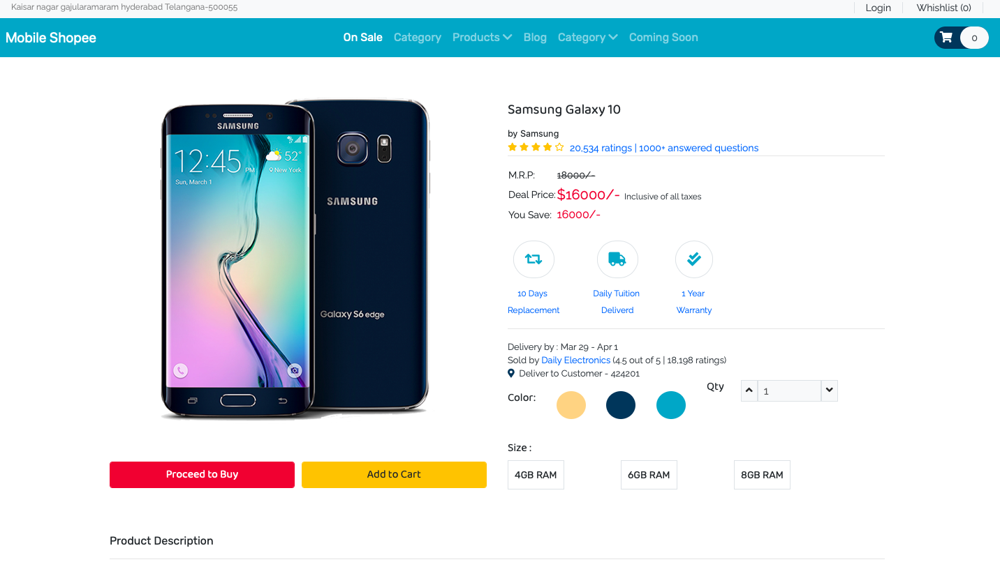 Kaisar nagar gajularamaram hyderabad Telangana-500055
Login
Whishlist (0)
Mobile Shopee
On Sale
Category
Products
Blog
Category
Coming Soon
0
SAMSUNG
12:45 PM
52°
New York
Sun, March 1
SAMSUNG
Galaxy S6 edge
Proceed to Buy
Add to Cart
Samsung Galaxy 10
by Samsung
20,534 ratings | 1000+ answered questions
M.R.P: 18000/-
Deal Price: $16000/- Inclusive of all taxes
You Save: 16000/-
10 Days
Replacement
Daily Tuition
Deliverd
1 Year
Warranty
Delivery by : Mar 29 - Apr 1
Sold by Daily Electronics (4.5 out of 5 | 18,198 ratings)
Deliver to Customer - 424201
Color:
Qty
1
Size :
4GB RAM
6GB RAM
8GB RAM
Product Description